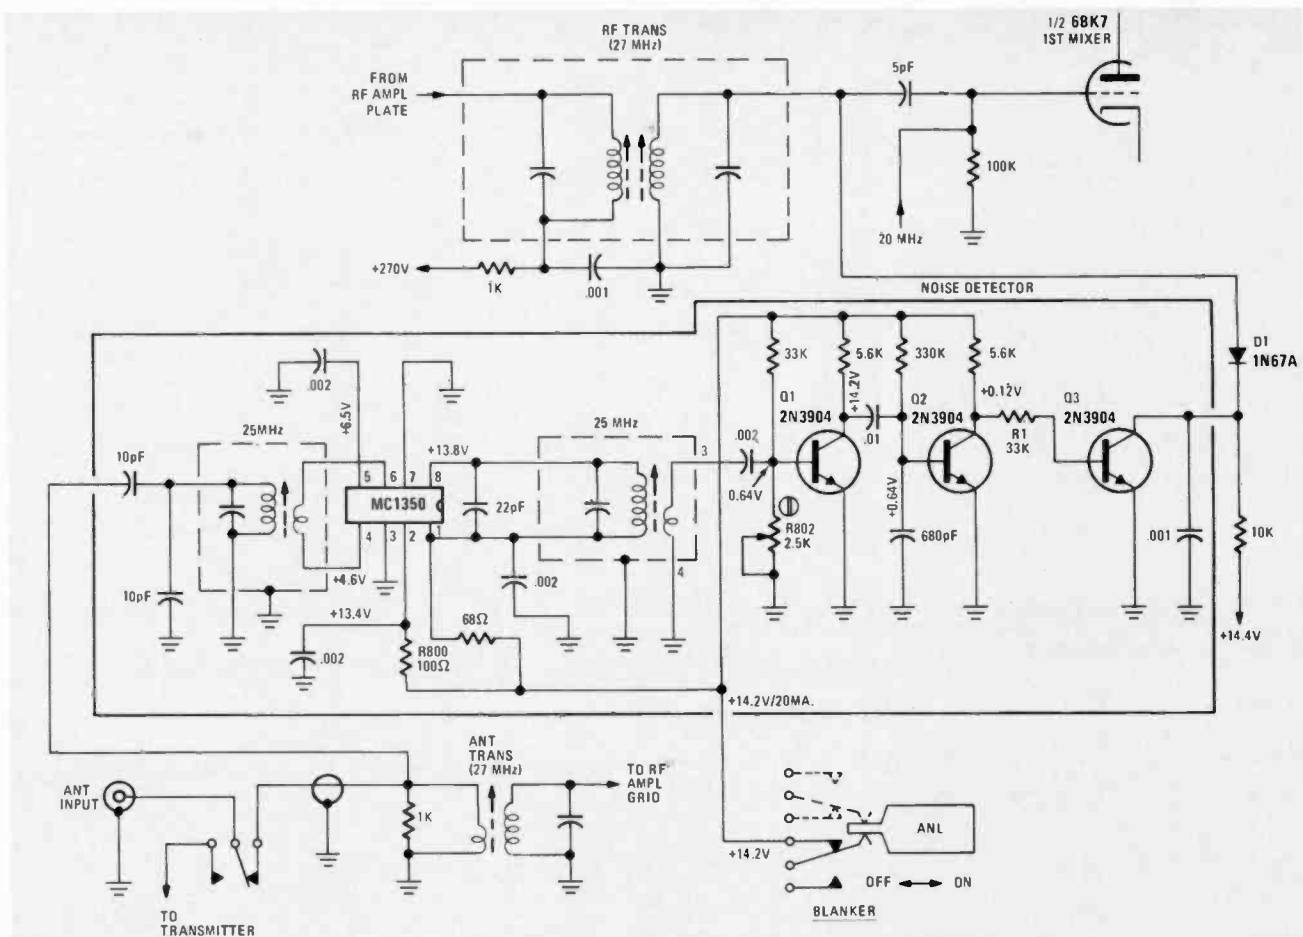 RF TRANS
(27 MHz)
FROM
RF AMPL
PLATE
5pF
1/2 6BK7
1ST MIXER
100K
20 MHz
+270V
1K
.001
NOISE DETECTOR
D1
1N67A
.002
+6.5V
33K
5.6K
330K
5.6K
+14.2V
+0.12V
Q1
2N3904
.01
Q2
2N3904
R1
33K
Q3
2N3904
25MHz
10pF
+13.8V
25 MHz
3
.002
0.64V
+0.64V
5 6 7 8
MC1350
4 3 2 1
22pF
R802
2.5K
680pF
.001
10K
+4.6V
10pF
.002
4
+13.4V
.002
68Ω
R800
100Ω
+14.4V
+14.2V/20MA.
ANT
TRANS
(27 MHz)
ANT
INPUT
1K
TO RF
AMPL
GRID
+14.2V
ANL
OFF ON
BLANKER
TO
TRANSMITTER